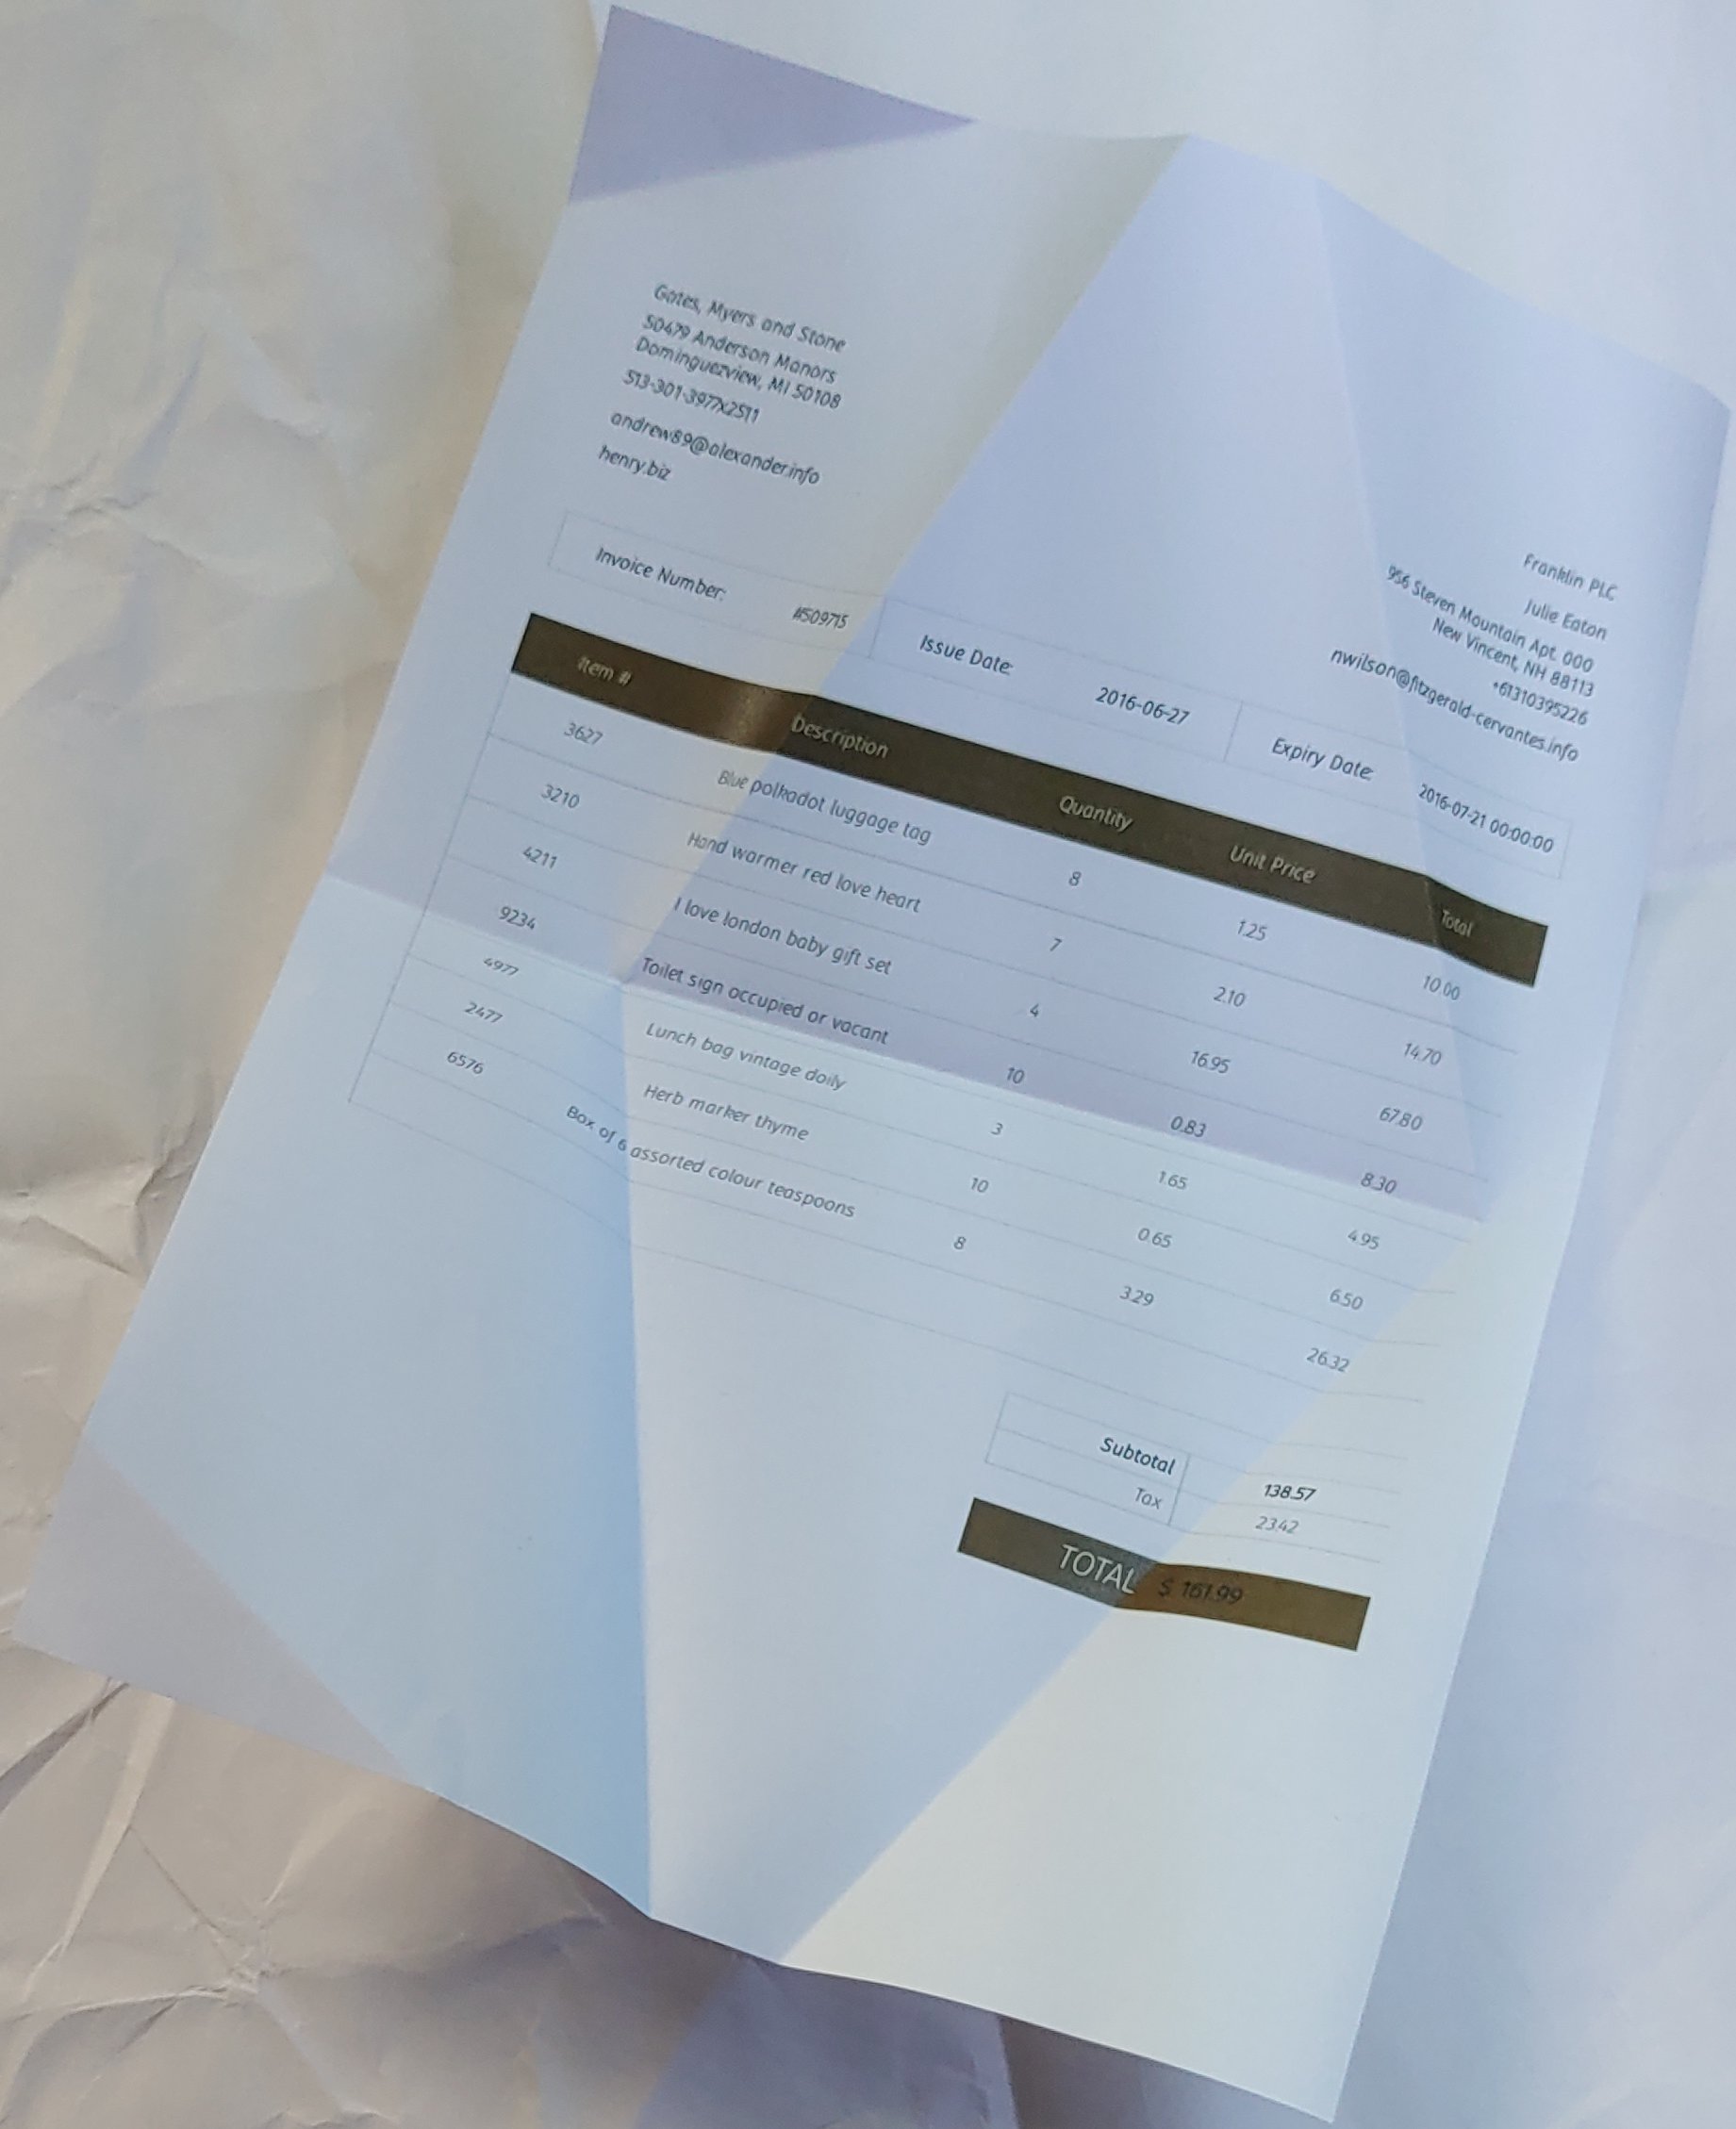 Gates, Myers and Stone
50479 Anderson Manors
Dominguezview, MI 50108
513-301-3977x2511
andrew89@alexander.info
henry.biz
Franklin PLC
Julie Eaton
956 Steven Mountain Apt. 000
New Vincent, NH 88113
+61310395226
nwilson@fitzgerald-cervantes.info
Invoice Number: #509715 Issue Date: 2016-06-27 Expiry Date: 2016-07-21 00:00:00
Item # Description Quantity Unit Price Total
3627 Blue polkadot luggage tag 8 1.25 10.00
3210 Hand warmer red love heart 7 2.10 14.70
4211 I love london baby gift set 4 16.95 67.80
9234 Toilet sign occupied or vacant 10 0.83 8.30
4977 Lunch bag vintage doily 3 1.65 4.95
2477 Herb marker thyme 10 0.65 6.50
6576 Box of 6 assorted colour teaspoons 8 3.29 26.32
Subtotal 138.57
Tax 23.42
TOTAL $ 161.99